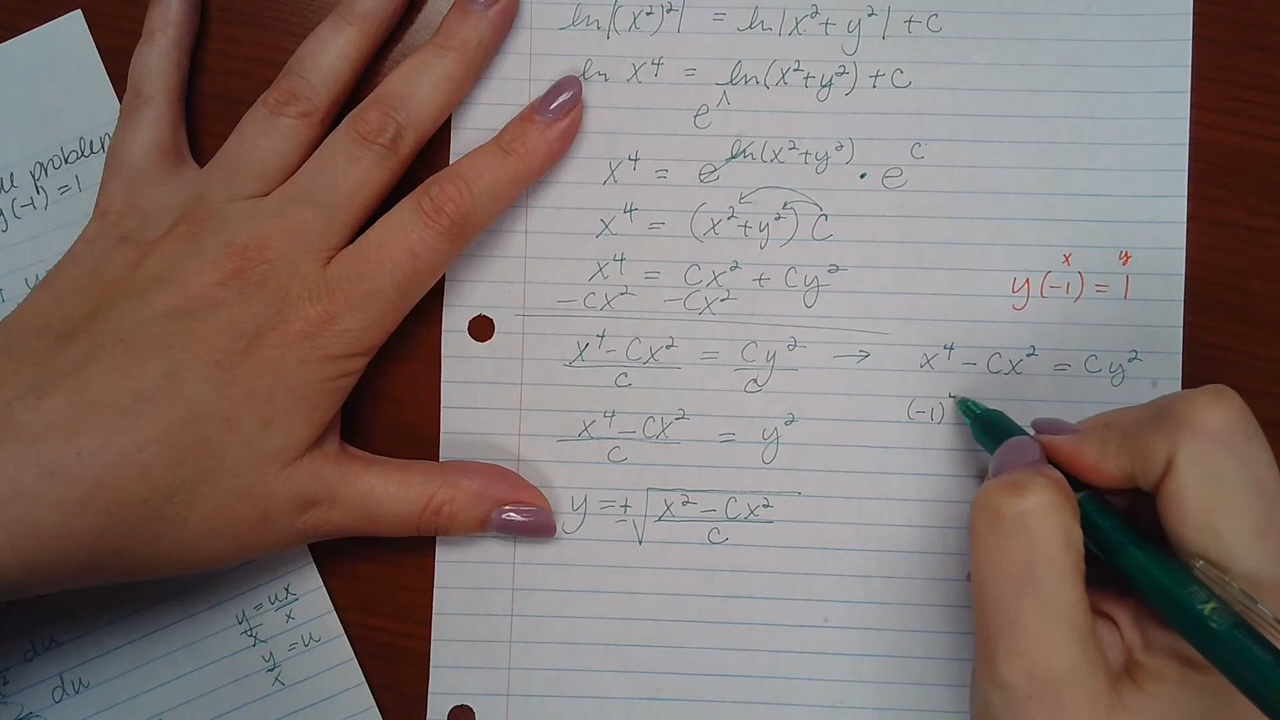 ln|(x²)²| = ln|x²+y²| + C
ln x⁴ = ln(x²+y²) + C
e^
x⁴ = e^ln(x²+y²) · e^C
x⁴ = (x²+y²)C
x⁴ = Cx² + Cy²
-Cx² -Cx²
x⁴-Cx²/C = Cy²/C →
x⁴-Cx²/C = y²
y = ±√x²-Cx²/C
x y
y(-1) = 1
x⁴ - Cx² = Cy²
(-1)
problem
y(-1) = 1
du
du
y/x = ux/x
y/x = u